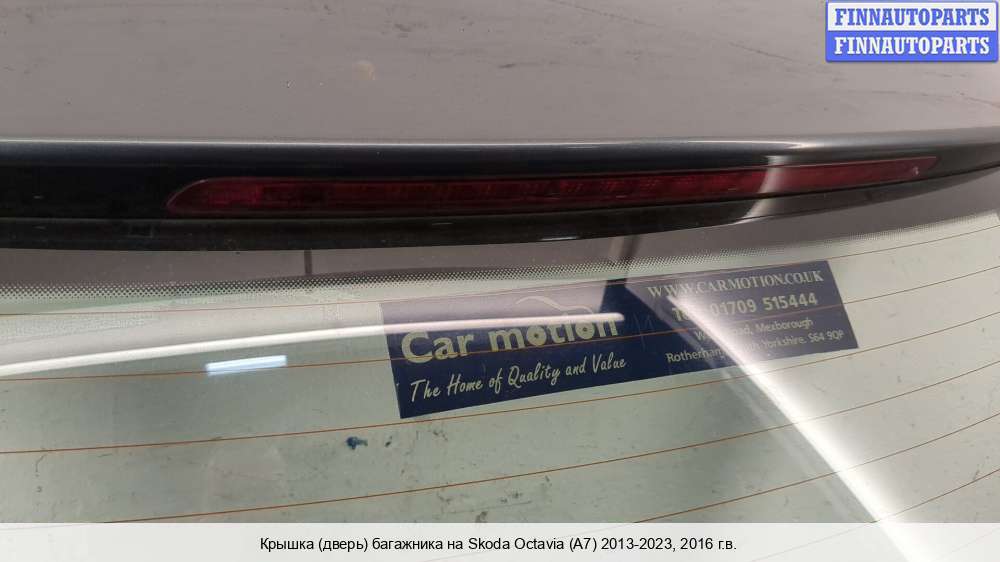 FINNAUTOPARTS
FINNAUTOPARTS
Car motion
The Home of Quality and Value
WWW.CARMOTION.CO.UK
01709 515444
Road, Mexborough
Yorkshire. S64 9QP
Крышка (дверь) багажника на Skoda Octavia (A7) 2013-2023, 2016 г.в.